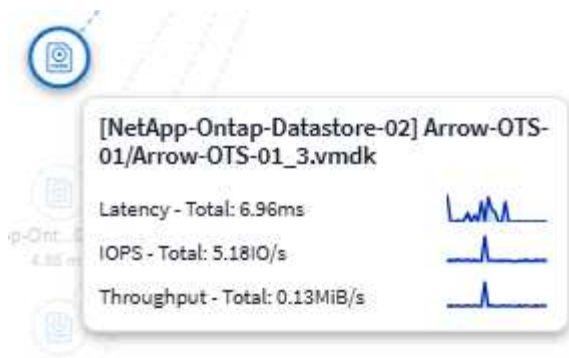 [NetApp-Ontap-Datastore-02] Arrow-OTS-
01/Arrow-OTS-01_3.vmdk
Latency - Total: 6.96ms
IOPS - Total: 5.18IO/s
Throughput - Total: 0.13MiB/s
p-Ont...